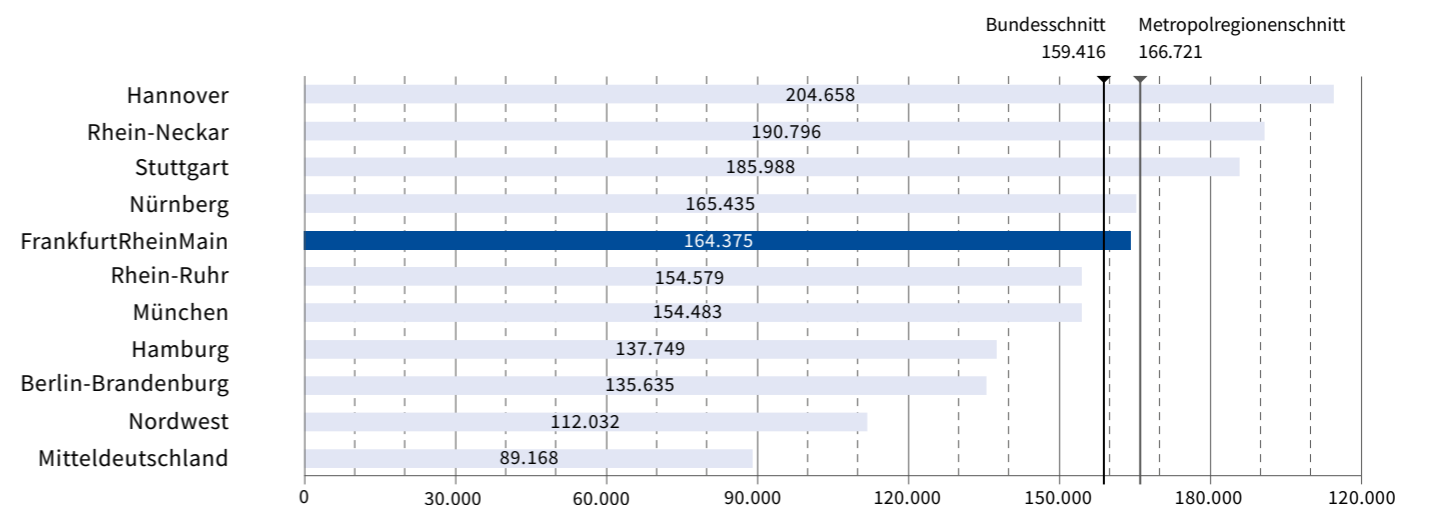 Bundesschnitt Metropolregionenschnitt
159.416 166.721
Hannover 204.658
Rhein-Neckar 190.796
Stuttgart 185.988
Nürnberg 165.435
FrankfurtRheinMain 164.375
Rhein-Ruhr 154.579
München 154.483
Hamburg 137.749
Berlin-Brandenburg 135.635
Nordwest 112.032
Mitteldeutschland 89.168
0 30.000 60.000 90.000 120.000 150.000 180.000 120.000